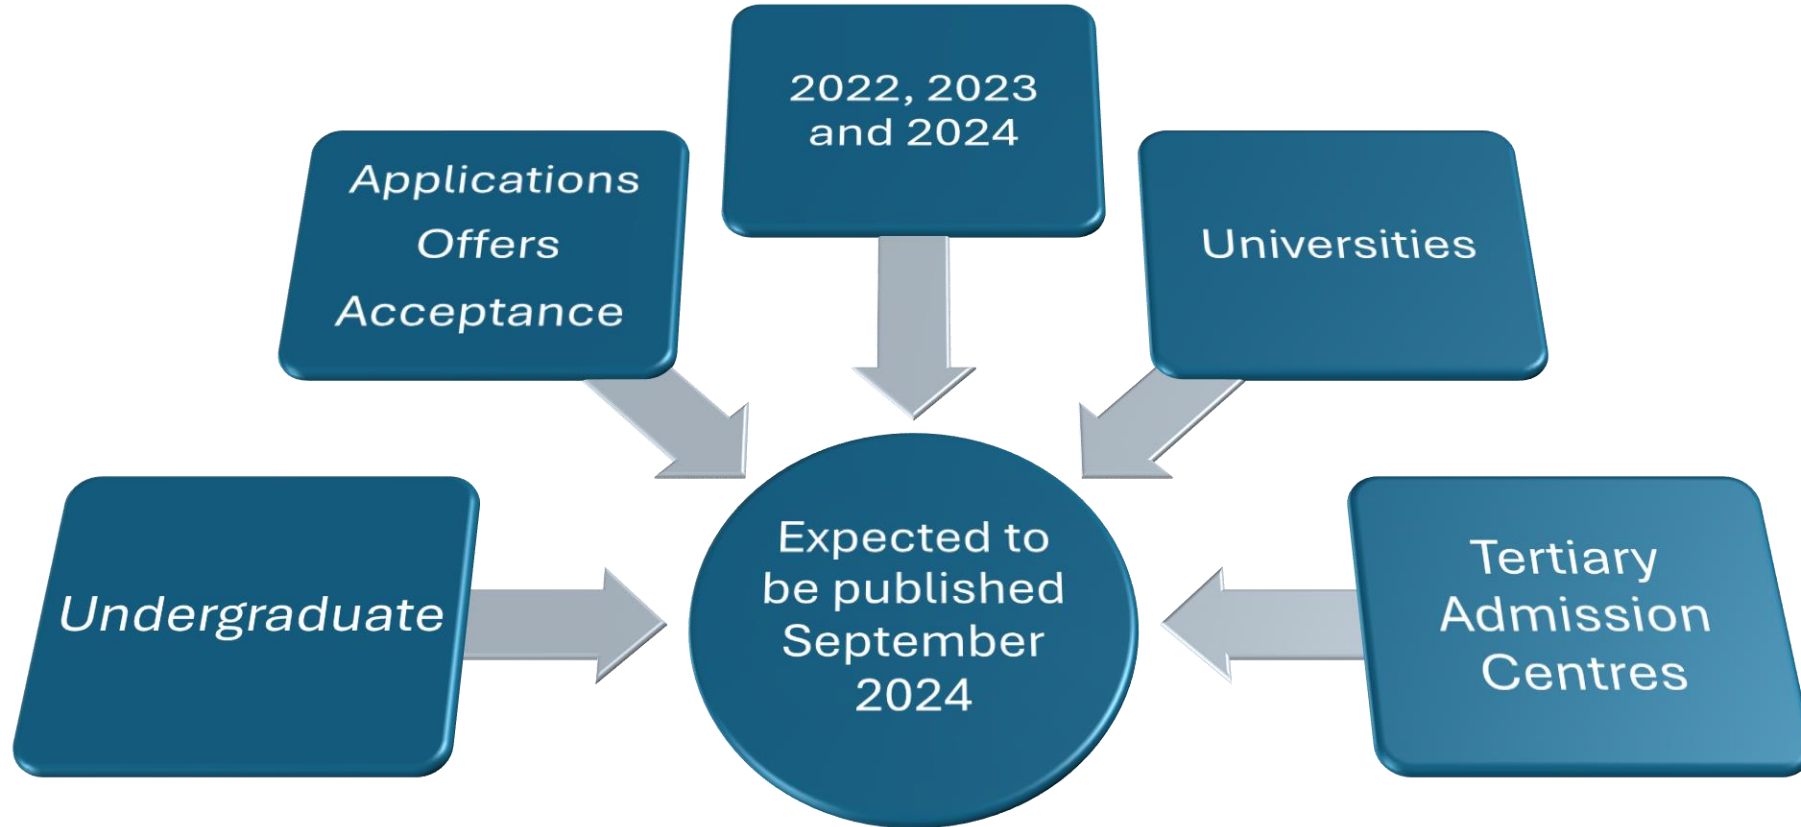 Undergraduate
Applications
Offers
Acceptance
2022, 2023
and 2024
Universities
Tertiary
Admission
Centres
Expected to
be published
September
2024